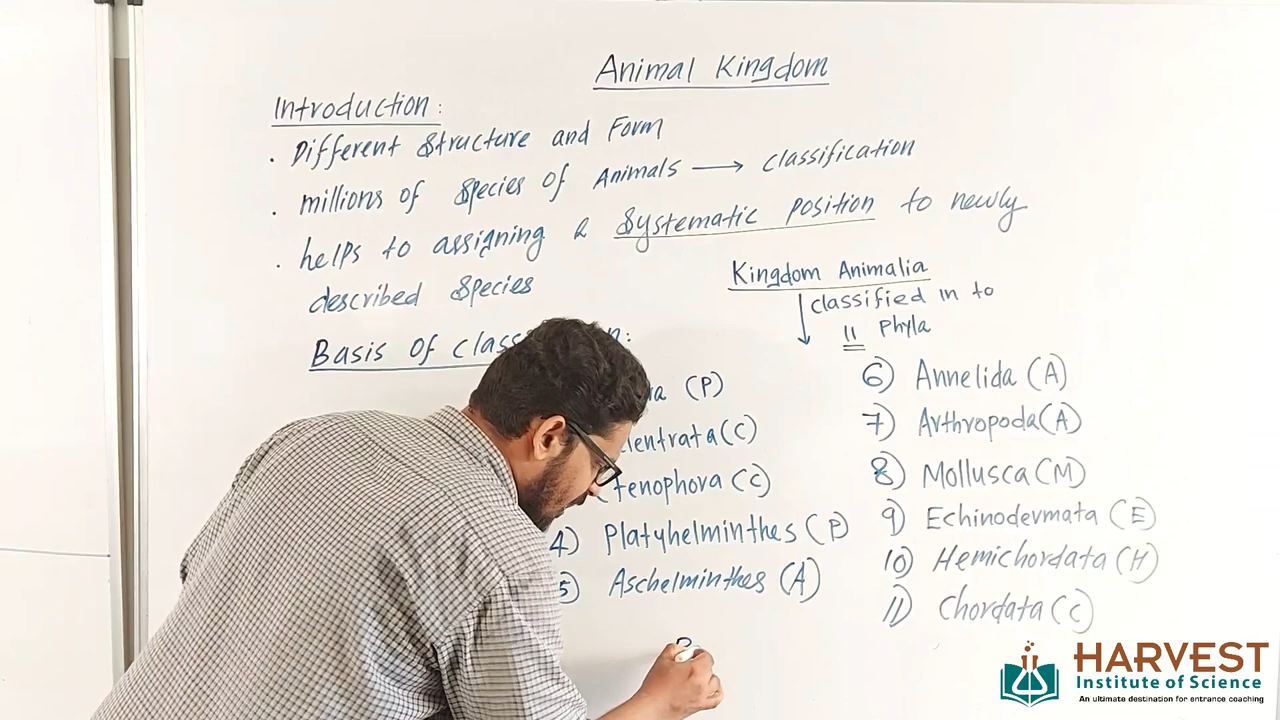 Animal Kingdom
Introduction:
. Different Structure and Form
. millions of Species of Animals → classification
. helps to assigning a Systematic position to newly
described Species
Kingdom Animalia
classified in to
11 Phyla
Basis of
(P)
(C)
tenophora (C)
4) Platyhelminthes (P)
5) Aschelminthes (A)
6) Annelida (A)
7) Arthropoda (A)
8) Mollusca (M)
9) Echinodermata (E)
10) Hemichordata (H)
11) Chordata (C)
HARVEST
Institute of Science
An ultimate destination for entrance coaching